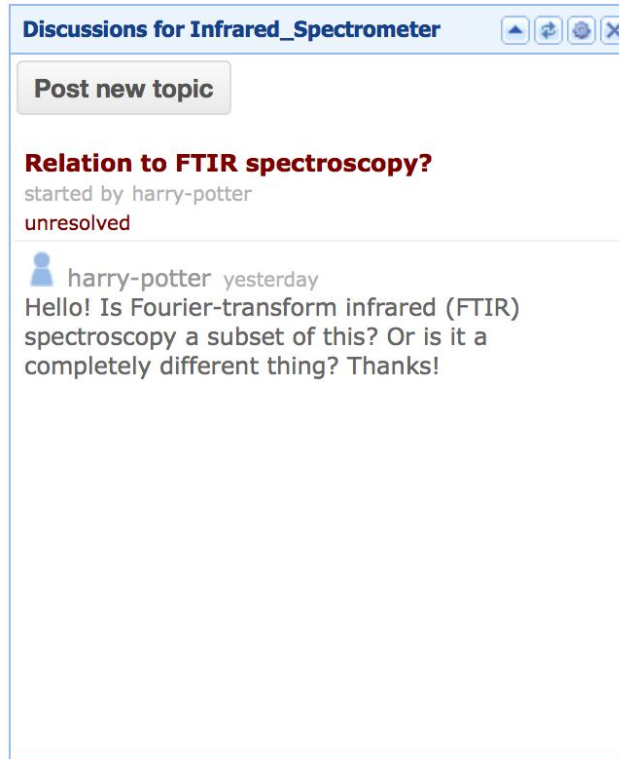 Discussions for Infrared_Spectrometer
Post new topic
Relation to FTIR spectroscopy?
started by harry-potter
unresolved
harry-potter yesterday
Hello! Is Fourier-transform infrared (FTIR)
spectroscopy a subset of this? Or is it a
completely different thing? Thanks!